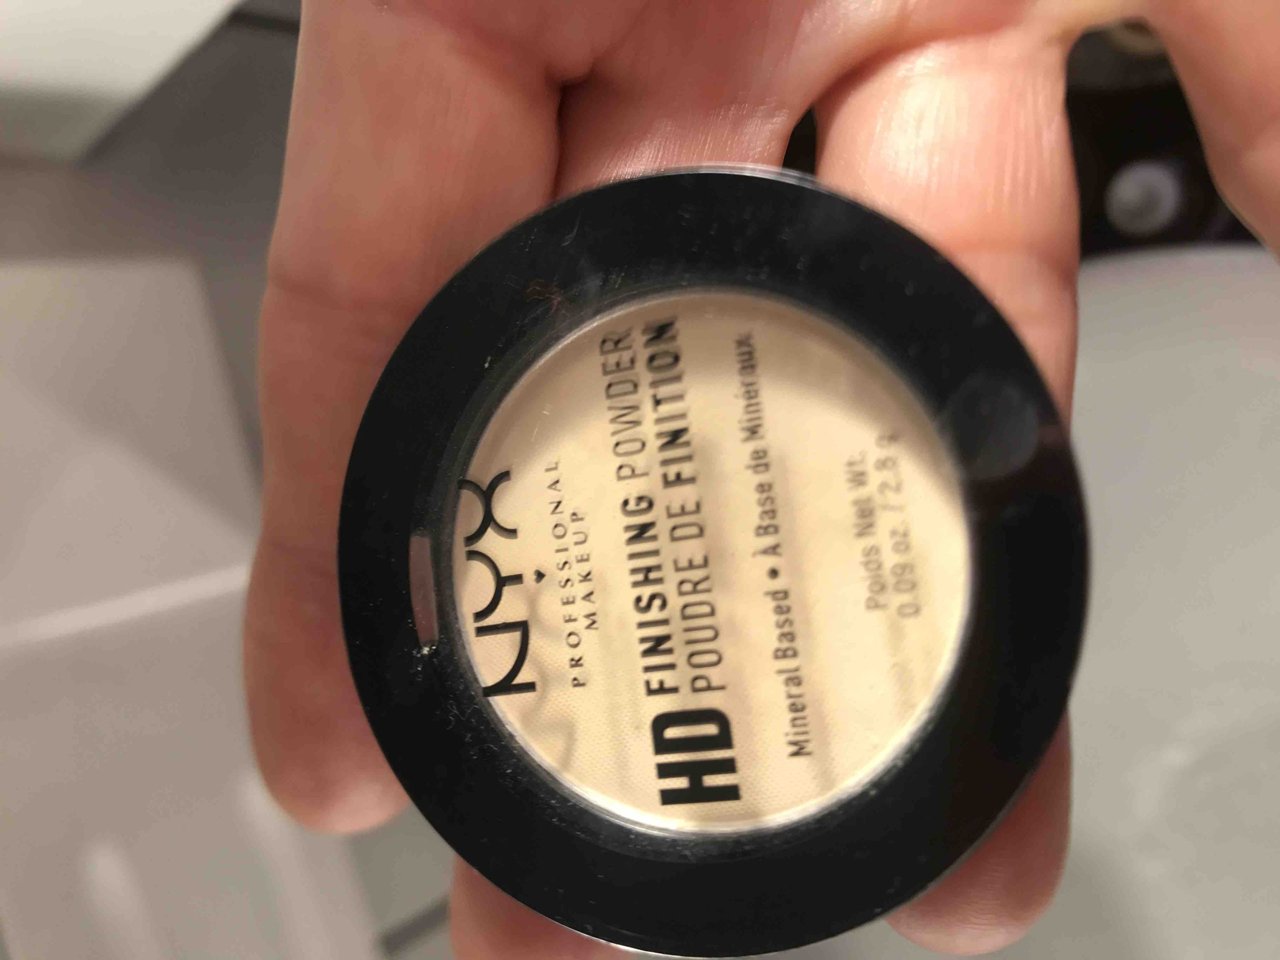 NYX
PROFESSIONAL
MAKEUP
HD FINISHING POWDER
POUDRE DE FINITION
Mineral Based • À Base de Minéraux
Poids Net Wt.
0.09 oz. / 2.8 g